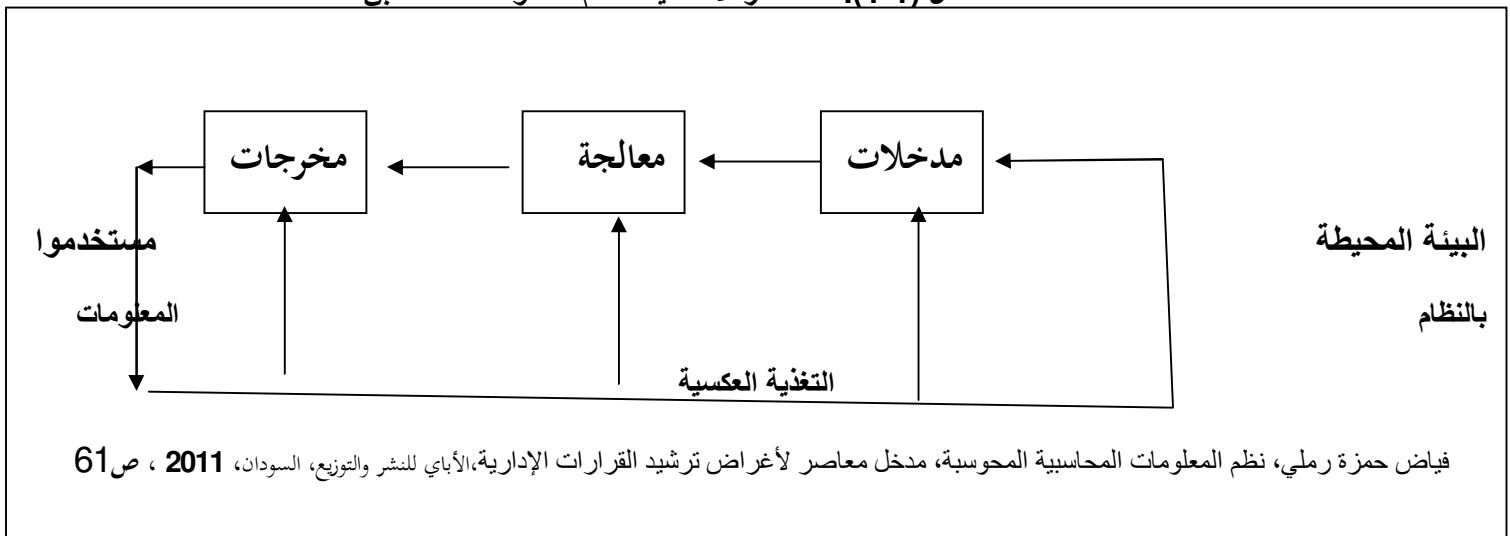 مدخلات
معالجة
مخرجات
البيئة المحيطة
بالنظام
مستخدموا
المعلومات
التغذية العكسية
فياض حمزة رملي، نظم المعلومات المحاسبية المحوسبة، مدخل معاصر لأغراض ترشيد القرارات الإدارية،الأباي للنشر والتوزيع، السودان، 2011 ، ص61